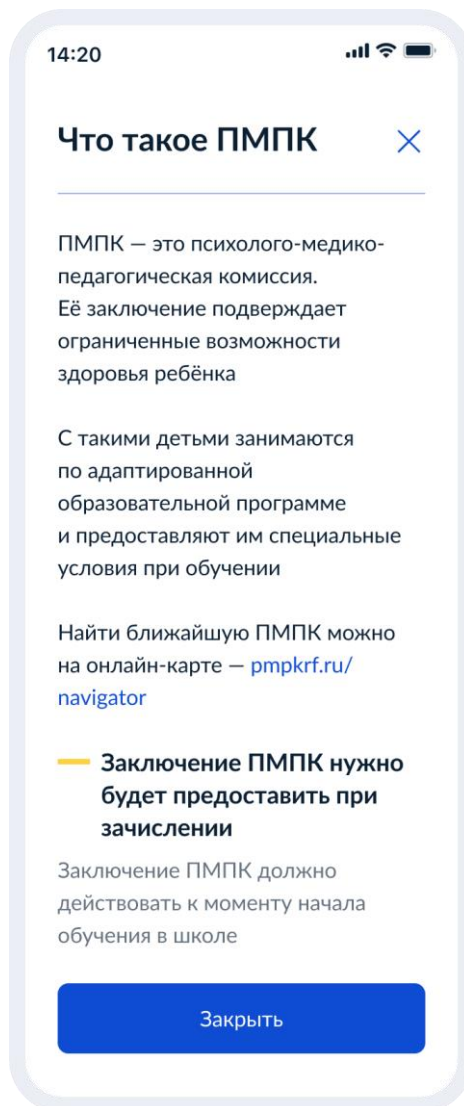 14:20
Что такое ПМПК
ПМПК — это психолого-медико-
педагогическая комиссия.
Её заключение подверждает
ограниченные возможности
здоровья ребёнка
С такими детьми занимаются
по адаптированной
образовательной программе
и предоставляют им специальные
условия при обучении
Найти ближайшую ПМПК можно
на онлайн-карте — pmpkrf.ru/
navigator
Заключение ПМПК нужно
будет предоставить при
зачислении
Заключение ПМПК должно
действовать к моменту начала
обучения в школе
Закрыть